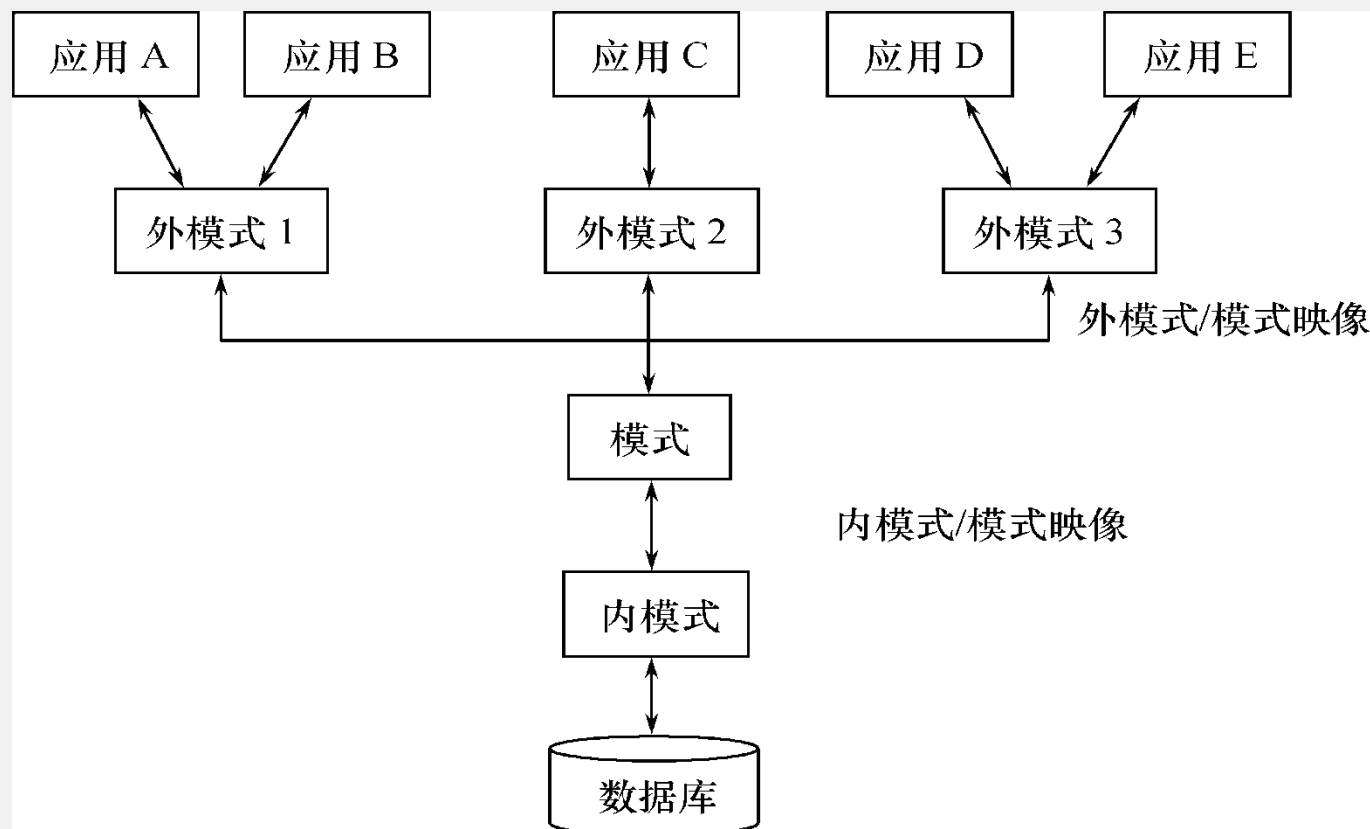 应用 A
应用 B
应用 C
应用 D
应用 E
外模式 1
外模式 2
外模式 3
外模式/模式映像
模式
内模式/模式映像
内模式
数据库